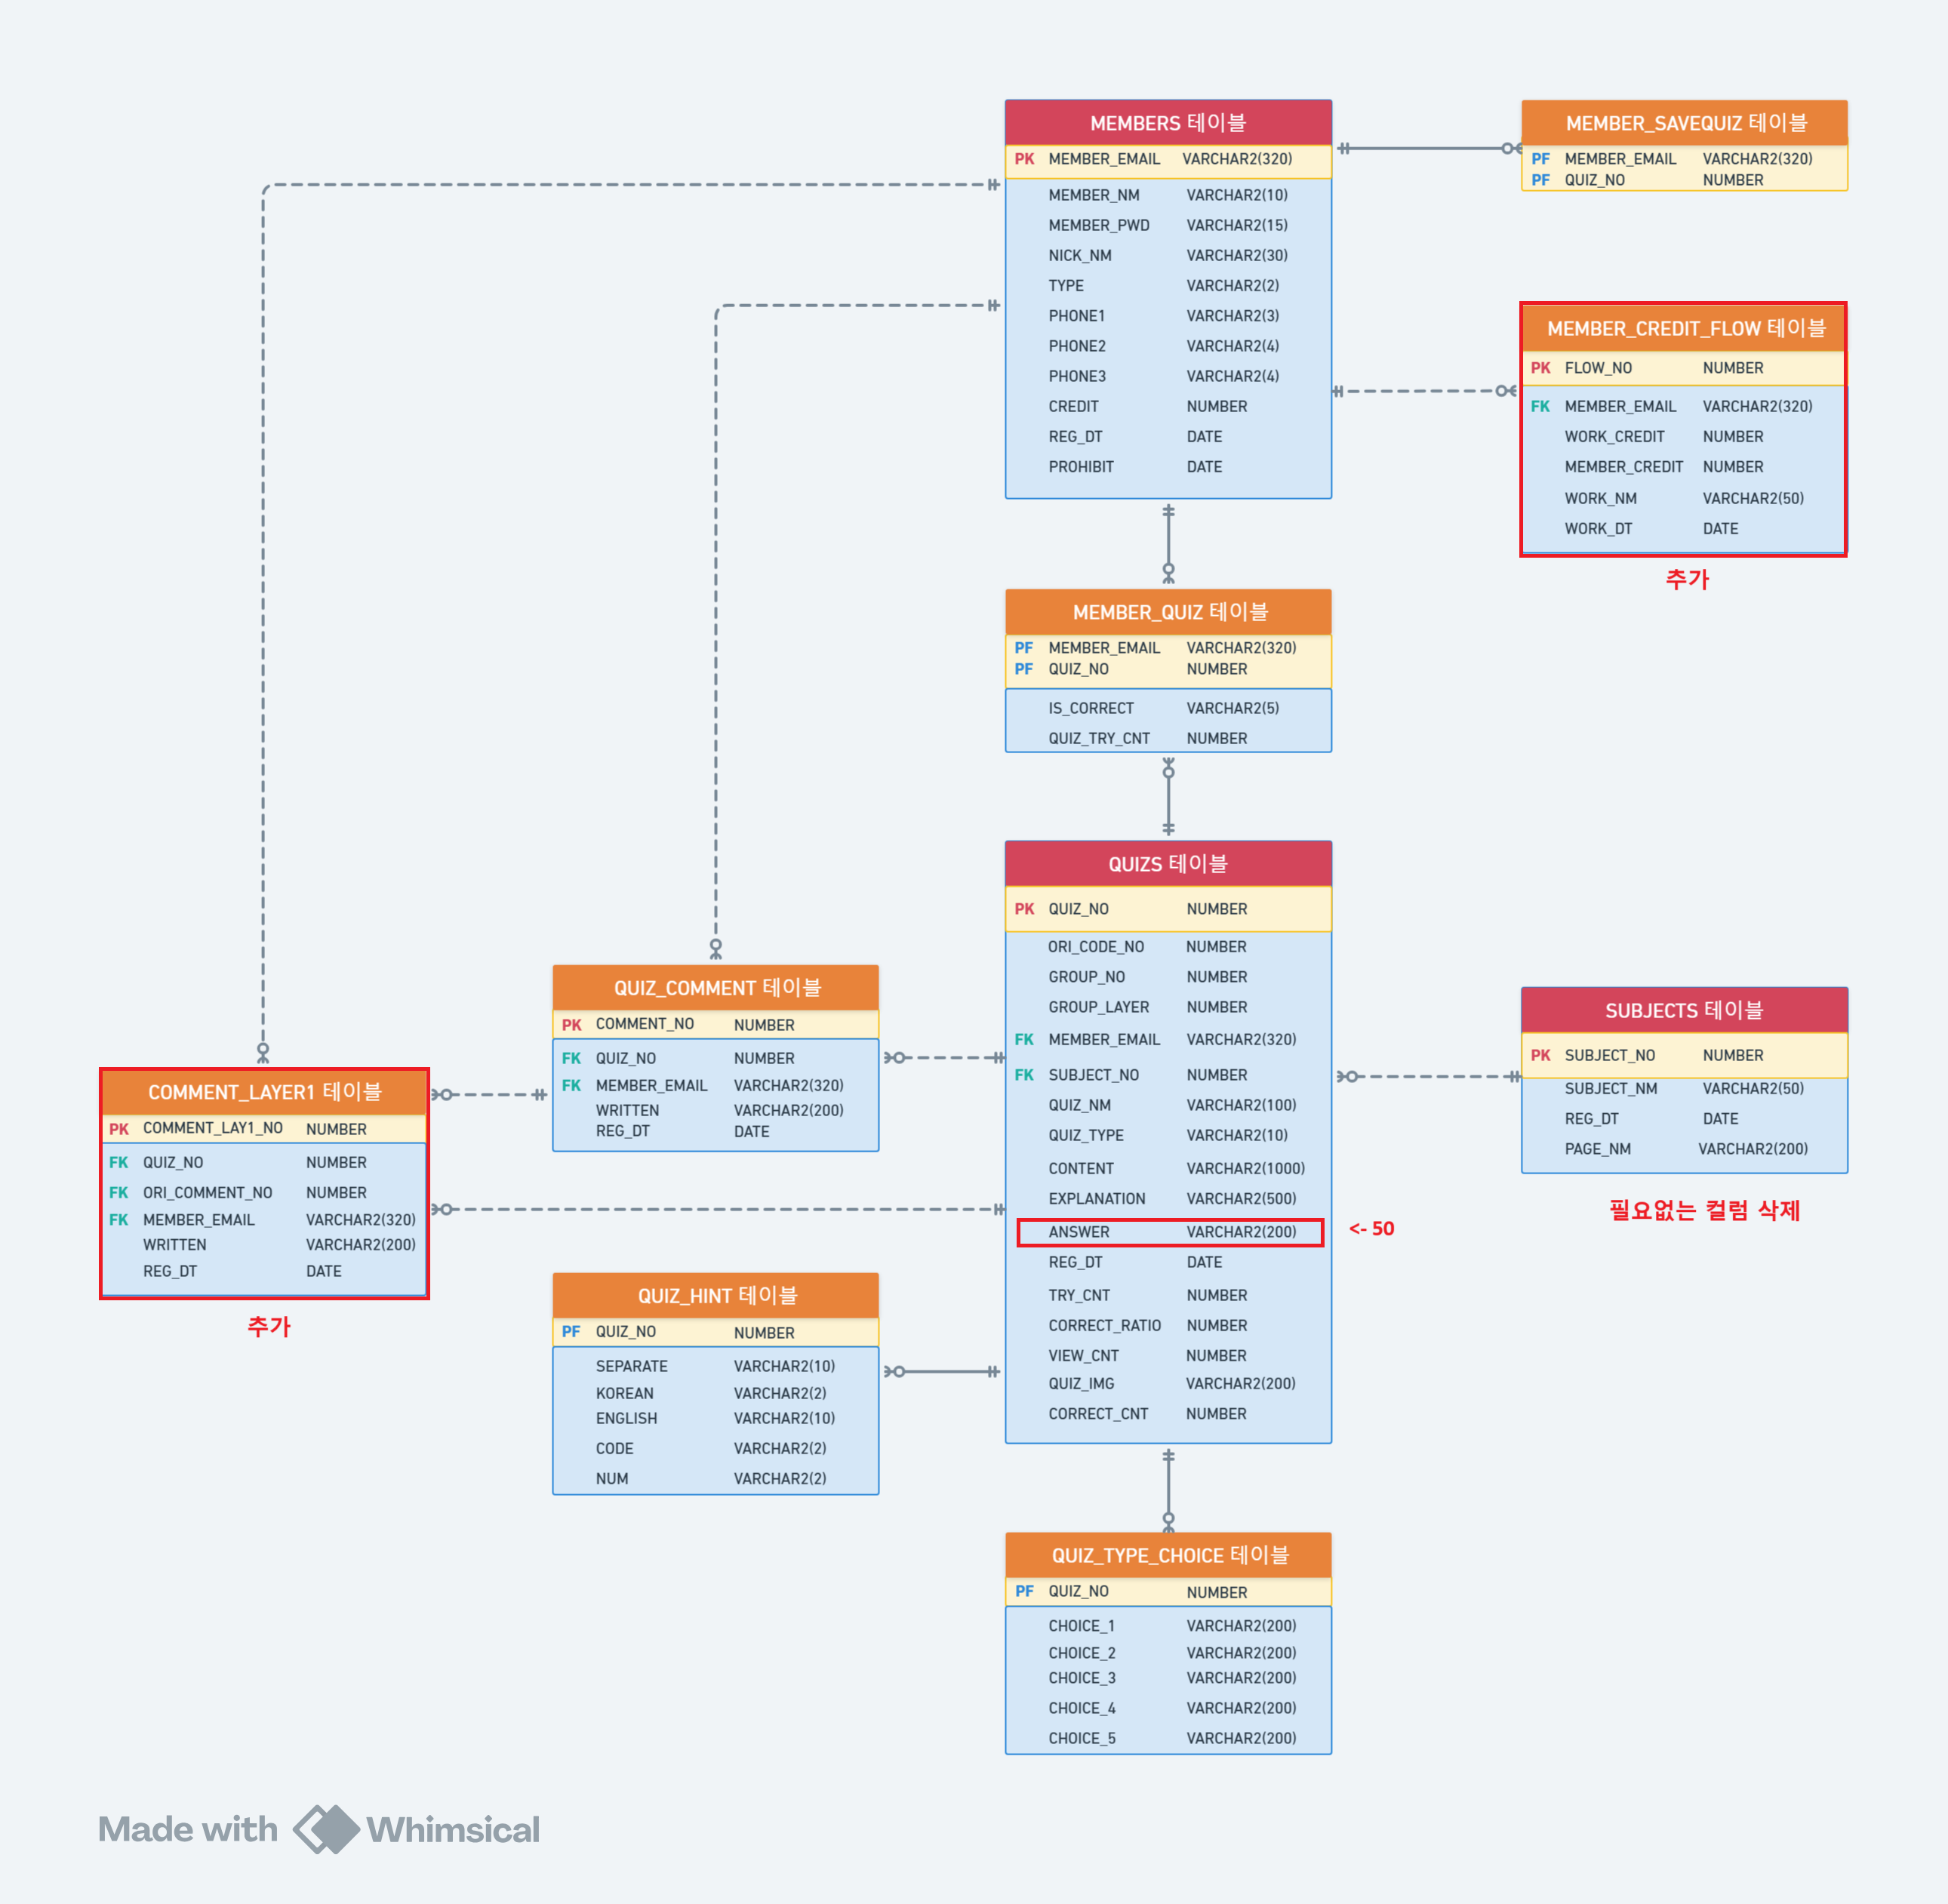 MEMBERS 테이블
PK MEMBER_EMAIL VARCHAR2(320)
MEMBER_NM VARCHAR2(10)
MEMBER_PWD VARCHAR2(15)
NICK_NM VARCHAR2(30)
TYPE VARCHAR2(2)
PHONE1 VARCHAR2(3)
PHONE2 VARCHAR2(4)
PHONE3 VARCHAR2(4)
CREDIT NUMBER
REG_DT DATE
PROHIBIT DATE
MEMBER_SAVEQUIZ 테이블
PF MEMBER_EMAIL VARCHAR2(320)
PF QUIZ_NO NUMBER
MEMBER_CREDIT_FLOW 테이블
PK FLOW_NO NUMBER
FK MEMBER_EMAIL VARCHAR2(320)
WORK_CREDIT NUMBER
MEMBER_CREDIT NUMBER
WORK_NM VARCHAR2(50)
WORK_DT DATE
추가
MEMBER_QUIZ 테이블
PF MEMBER_EMAIL VARCHAR2(320)
PF QUIZ_NO NUMBER
IS_CORRECT VARCHAR2(5)
QUIZ_TRY_CNT NUMBER
QUIZS 테이블
PK QUIZ_NO NUMBER
ORI_CODE_NO NUMBER
GROUP_NO NUMBER
GROUP_LAYER NUMBER
FK MEMBER_EMAIL VARCHAR2(320)
FK SUBJECT_NO NUMBER
QUIZ_NM VARCHAR2(100)
QUIZ_TYPE VARCHAR2(10)
CONTENT VARCHAR2(1000)
EXPLANATION VARCHAR2(500)
ANSWER VARCHAR2(200)
<- 50
REG_DT DATE
TRY_CNT NUMBER
CORRECT_RATIO NUMBER
VIEW_CNT NUMBER
QUIZ_IMG VARCHAR2(200)
CORRECT_CNT NUMBER
QUIZ_COMMENT 테이블
PK COMMENT_NO NUMBER
FK QUIZ_NO NUMBER
FK MEMBER_EMAIL VARCHAR2(320)
WRITTEN VARCHAR2(200)
REG_DT DATE
SUBJECTS 테이블
PK SUBJECT_NO NUMBER
SUBJECT_NM VARCHAR2(50)
REG_DT DATE
PAGE_NM VARCHAR2(200)
필요없는 컬럼 삭제
COMMENT_LAYER1 테이블
PK COMMENT_LAY1_NO NUMBER
FK QUIZ_NO NUMBER
FK ORI_COMMENT_NO NUMBER
FK MEMBER_EMAIL VARCHAR2(320)
WRITTEN VARCHAR2(200)
REG_DT DATE
추가
QUIZ_HINT 테이블
PF QUIZ_NO NUMBER
SEPARATE VARCHAR2(10)
KOREAN VARCHAR2(2)
ENGLISH VARCHAR2(10)
CODE VARCHAR2(2)
NUM VARCHAR2(2)
QUIZ_TYPE_CHOICE 테이블
PF QUIZ_NO NUMBER
CHOICE_1 VARCHAR2(200)
CHOICE_2 VARCHAR2(200)
CHOICE_3 VARCHAR2(200)
CHOICE_4 VARCHAR2(200)
CHOICE_5 VARCHAR2(200)
Made with Whimsical